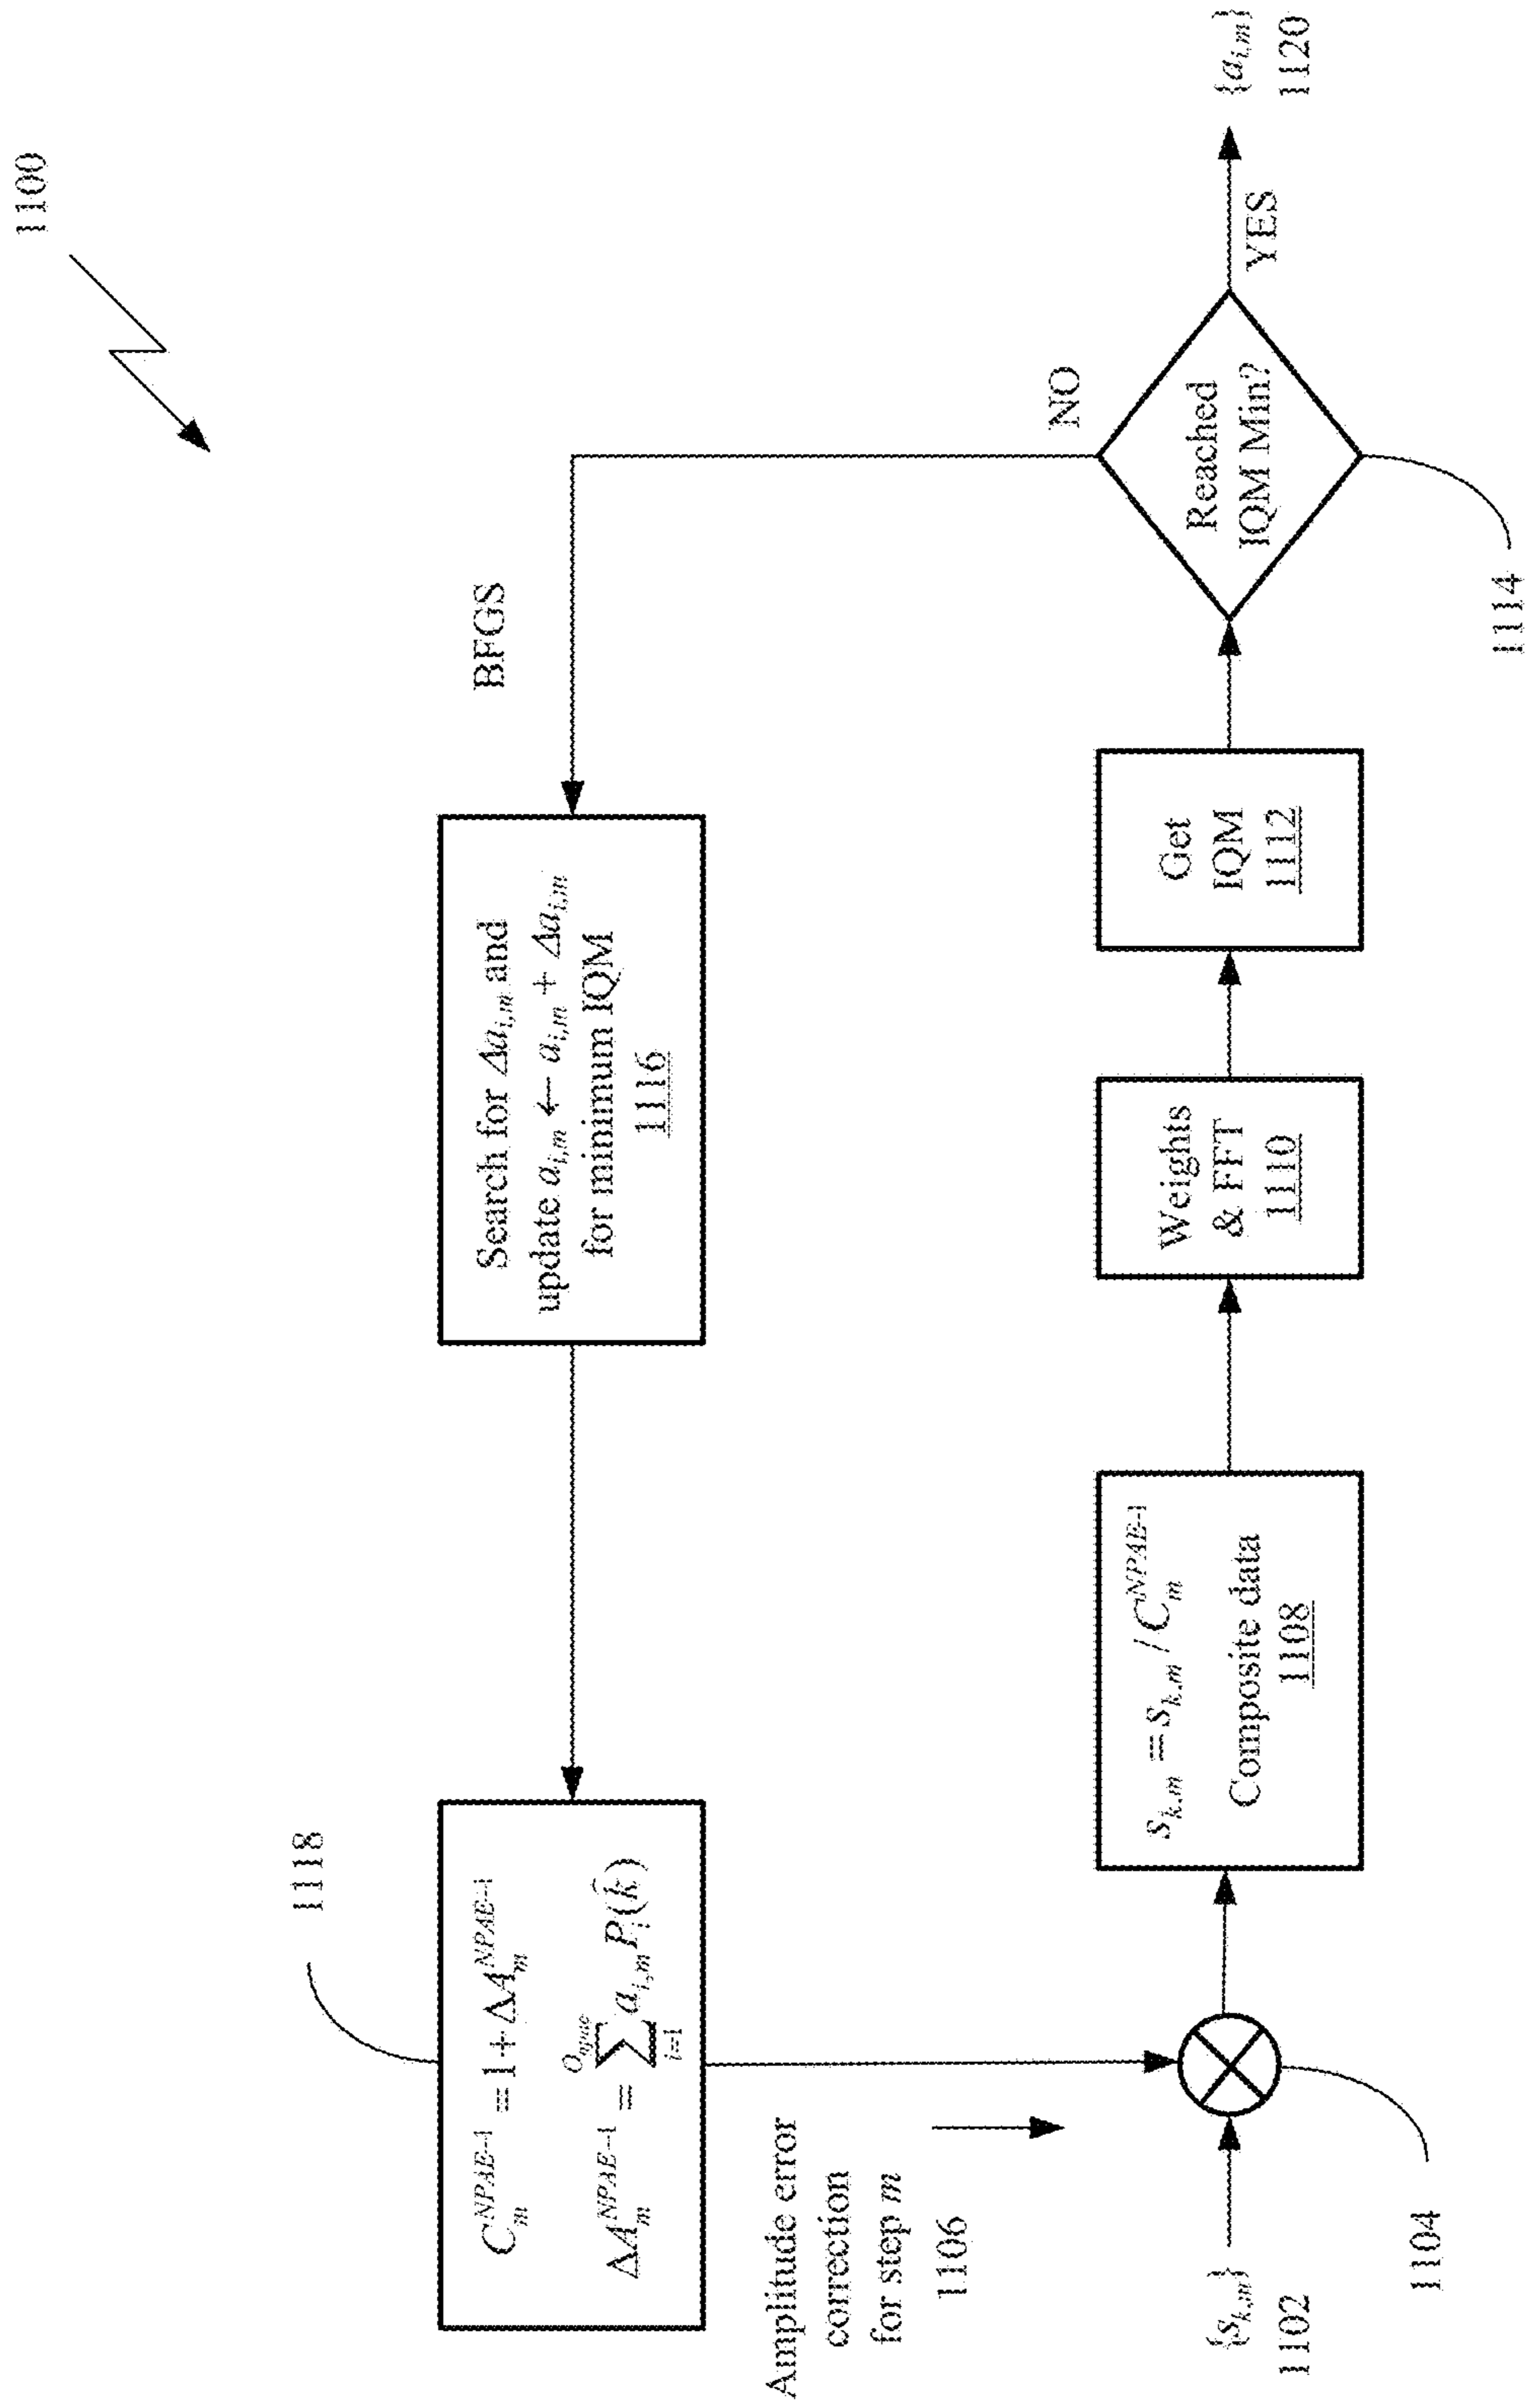 1100
1118
C_m^{NPAE-1} = 1 + ΔA_m^{NPAE-1}
ΔA_m^{NPAE-1} = \sum_{i=1}^{O_{npae}} a_{i,m} P_i(\hat{k})
Search for Δa_{i,m} and
update a_{i,m} ← a_{i,m} + Δa_{i,m}
for minimum IQM
1116
BFGS
NO
Amplitude error
correction
for step m
1106
{s_{k,m}}
1102
1104
s_{k,m} = s_{k,m} / C_m^{NPAE-1}
Composite data
1108
Weights
& FFT
1110
Get
IQM
1112
Reached
IQM Min?
1114
YES
{a_{i,m}}
1120